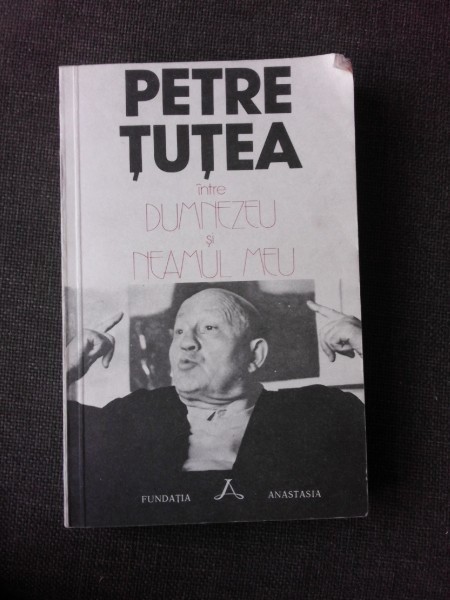 PETRE
ȚUȚEA
între
DUMNEZEU
și
NEAMUL MEU
FUNDAȚIA ANASTASIA